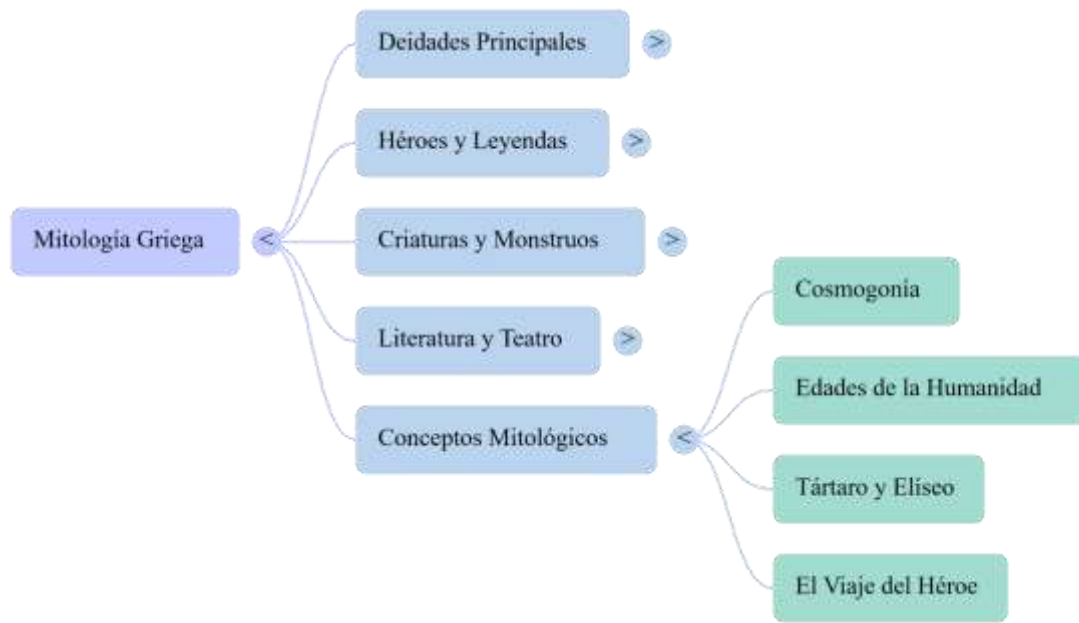 Mitología Griega
<
Deidades Principales
>
Héroes y Leyendas
>
Criaturas y Monstruos
>
Literatura y Teatro
>
Conceptos Mitológicos
<
Cosmogonía
Edades de la Humanidad
Tártaro y Elíseo
El Viaje del Héroe